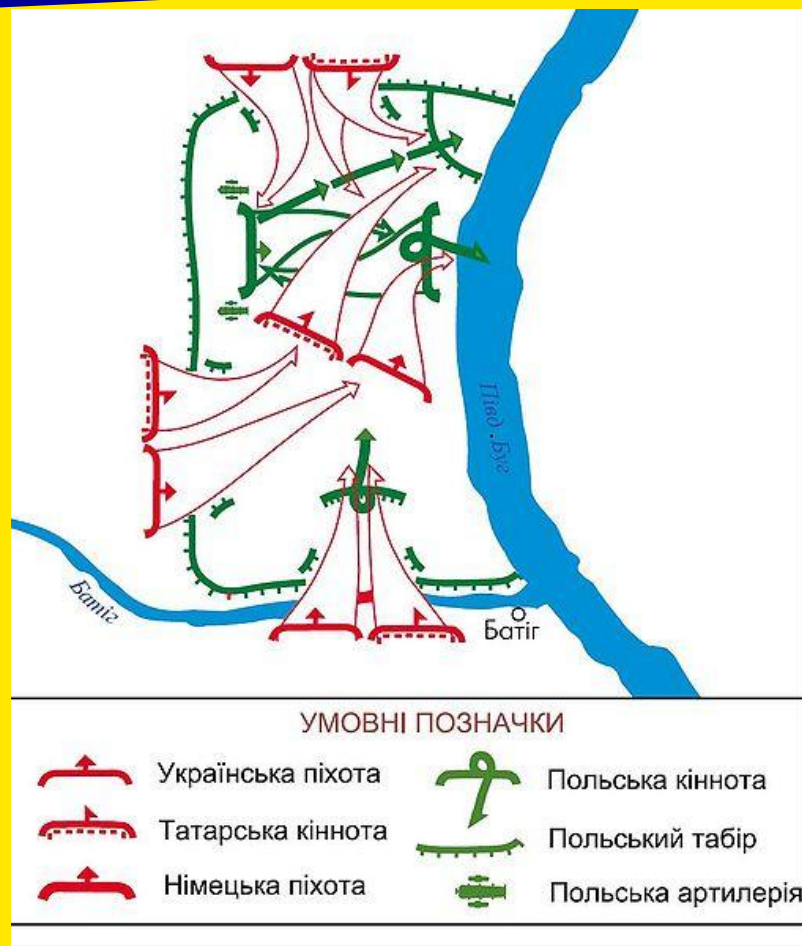 Півд.Буг
Батіг
Батіг
УМОВНІ ПОЗНАЧКИ
Українська піхота
Татарська кіннота
Німецька піхота
Польська кіннота
Польський табір
Польська артилерія